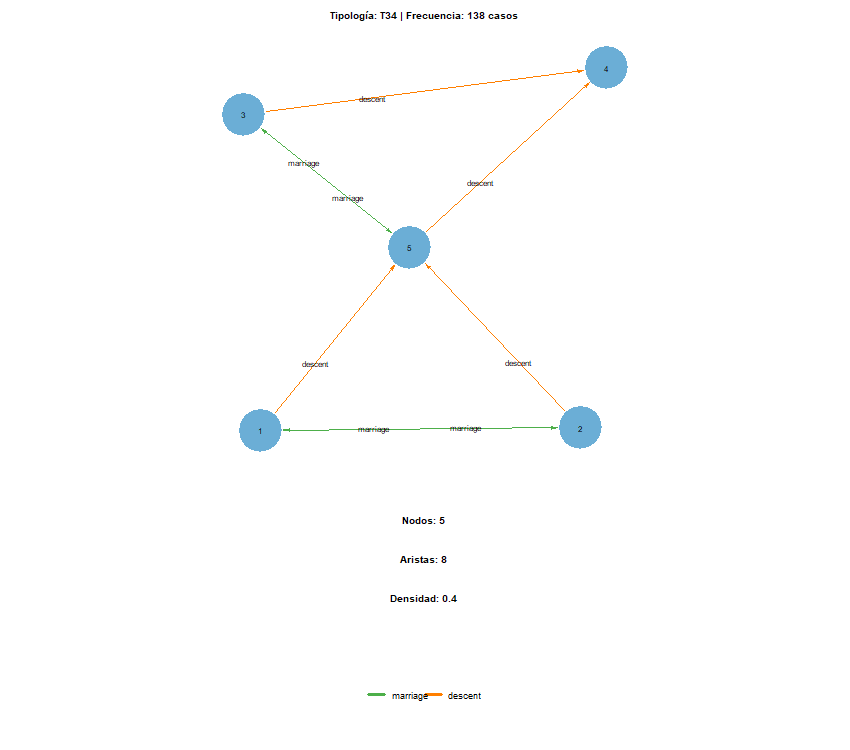 Tipología: T34 | Frecuencia: 138 casos
4
descent
3
marriage
descent
marriage
5
descent
descent
marriage
marriage
1
2
Nodos: 5
Aristas: 8
Densidad: 0.4
marriage descent